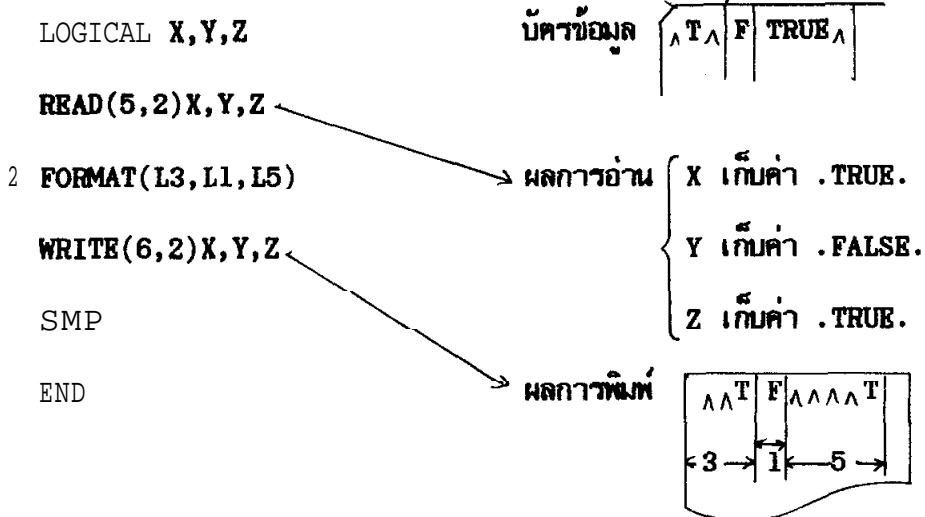 LOGICAL X,Y,Z บัตรข้อมูล ^T^ F TRUE^
READ(5,2)X,Y,Z
2 FORMAT(L3,L1,L5) ผลการอ่าน X เก็บค่า .TRUE.
WRITE(6,2)X,Y,Z Y เก็บค่า .FALSE.
SMP Z เก็บค่า .TRUE.
END ผลการพิมพ์ ^^T F ^^^^T
3 1 5